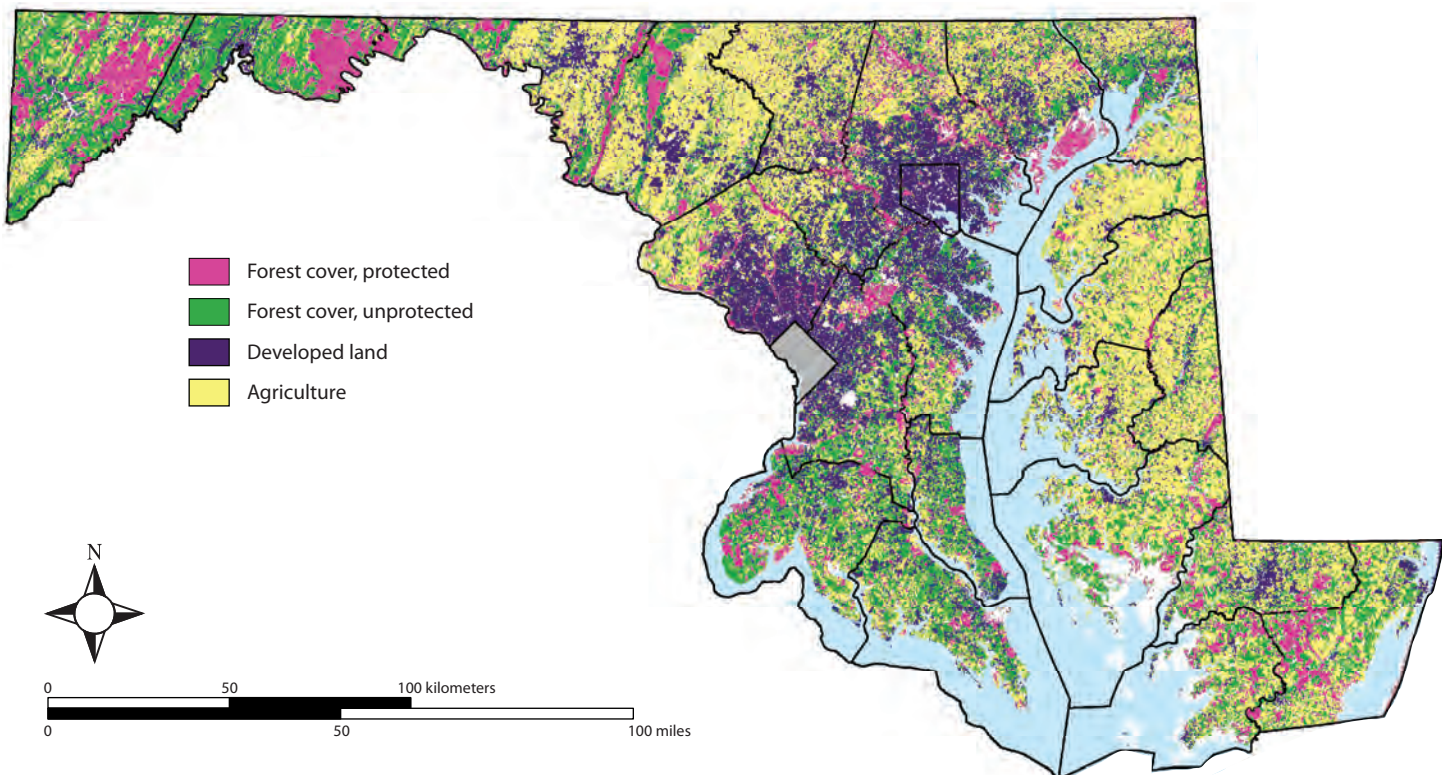 Forest cover, protected
Forest cover, unprotected
Developed land
Agriculture
N
0 50 100 kilometers
0 50 100 miles